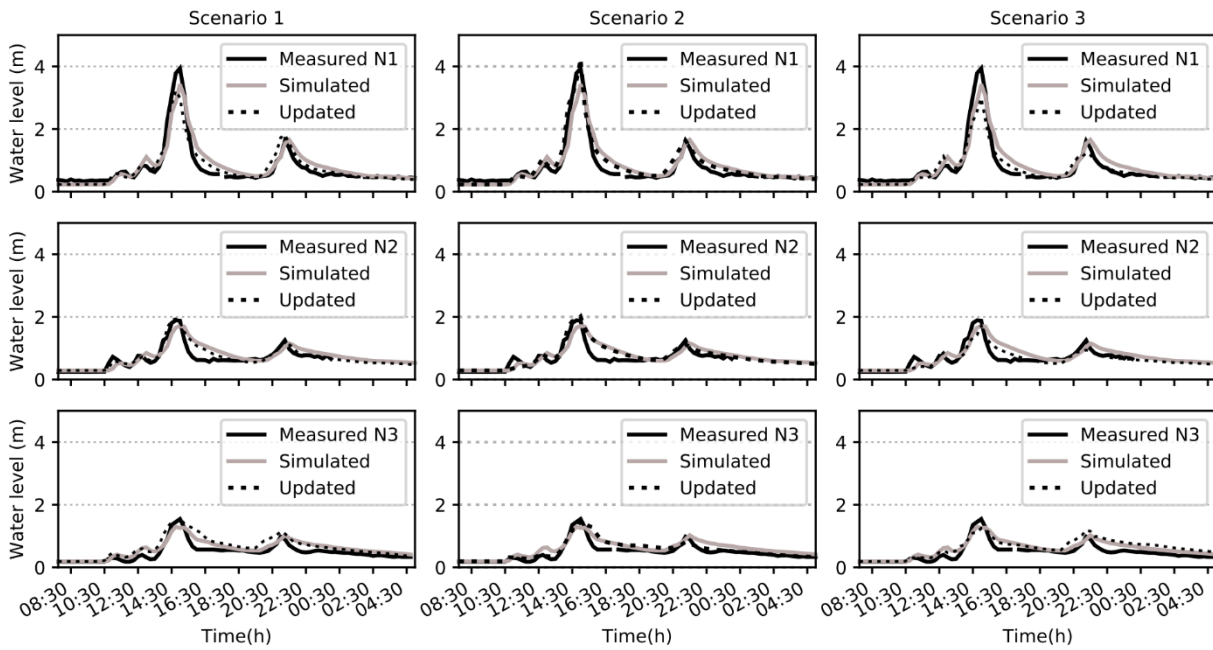 Scenario 1
Scenario 2
Scenario 3
Water level (m)
4
2
0
Measured N1
Simulated
Updated
Measured N1
Simulated
Updated
Measured N1
Simulated
Updated
Water level (m)
4
2
0
Measured N2
Simulated
Updated
Measured N2
Simulated
Updated
Measured N2
Simulated
Updated
Water level (m)
4
2
0
Measured N3
Simulated
Updated
Measured N3
Simulated
Updated
Measured N3
Simulated
Updated
08:30 10:30 12:30 14:30 16:30 18:30 20:30 22:30 00:30 02:30 04:30
08:30 10:30 12:30 14:30 16:30 18:30 20:30 22:30 00:30 02:30 04:30
08:30 10:30 12:30 14:30 16:30 18:30 20:30 22:30 00:30 02:30 04:30
Time(h)
Time(h)
Time(h)